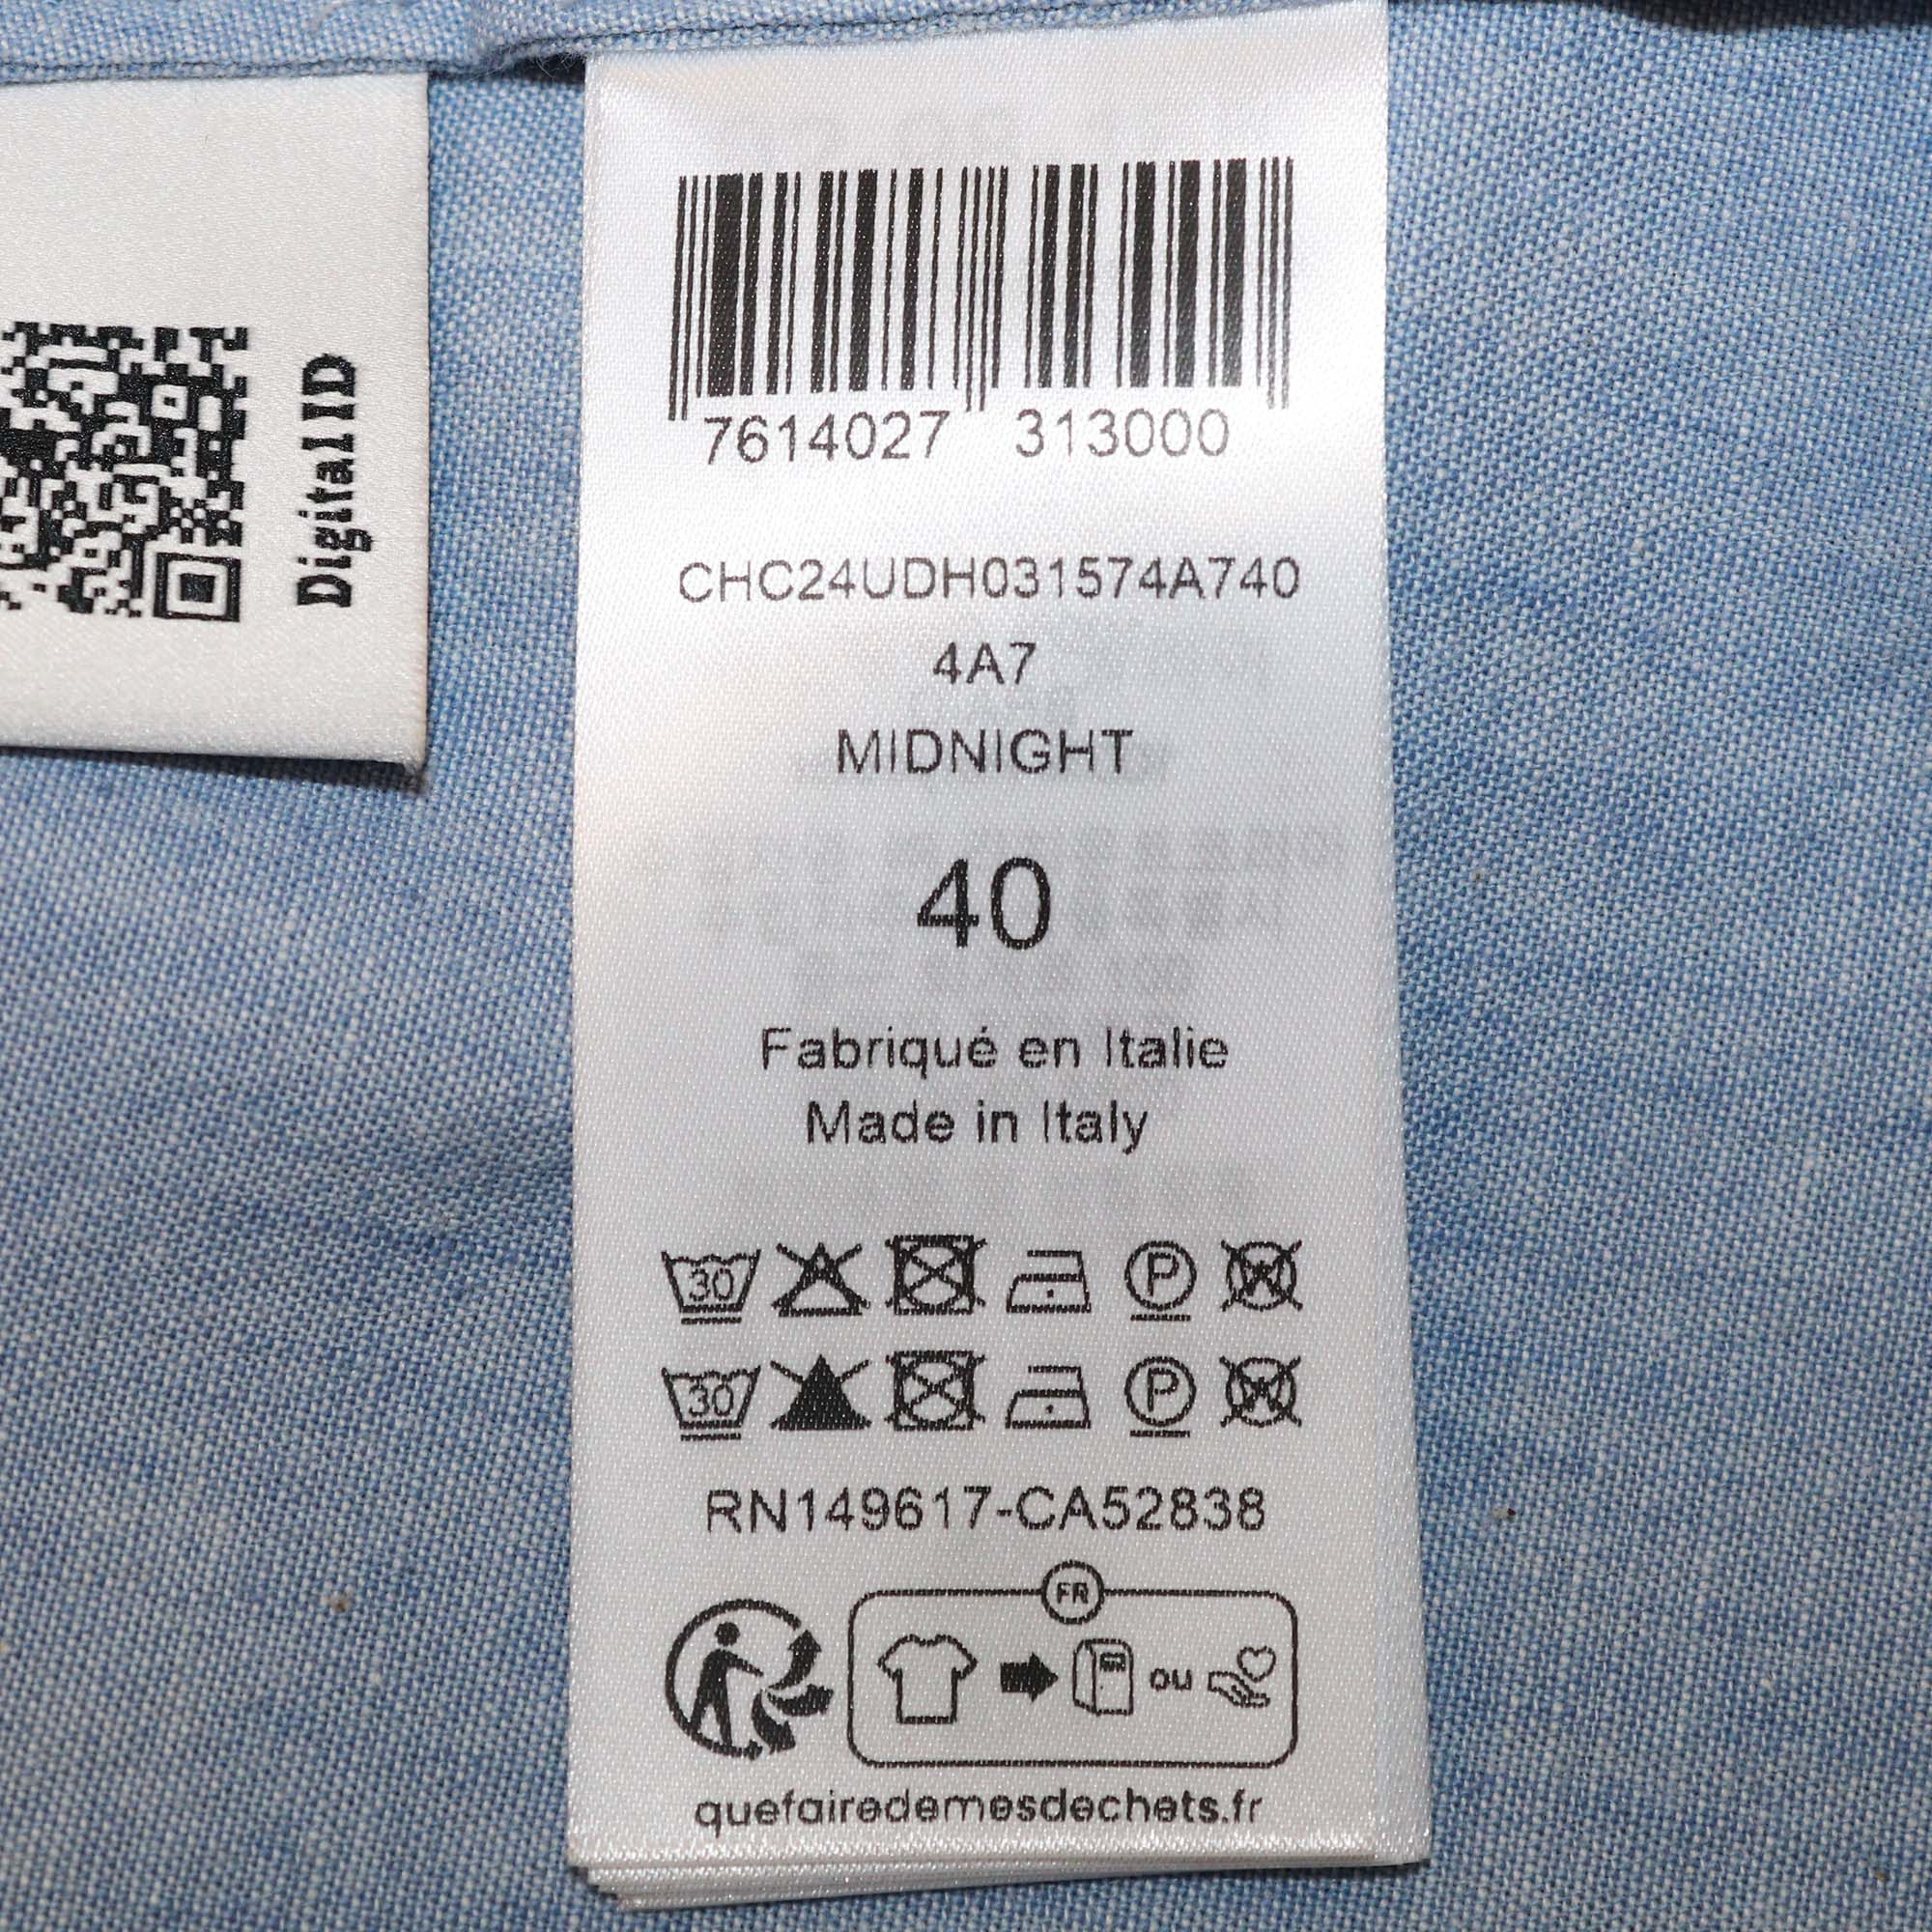 Digital ID
7614027 313000
CHC24UDH031574A740
4A7
MIDNIGHT
40
Fabriqué en Italie
Made in Italy
30 P W
30 P W
RN149617-CA52838
FR
ou
quefairedemesdechets.fr